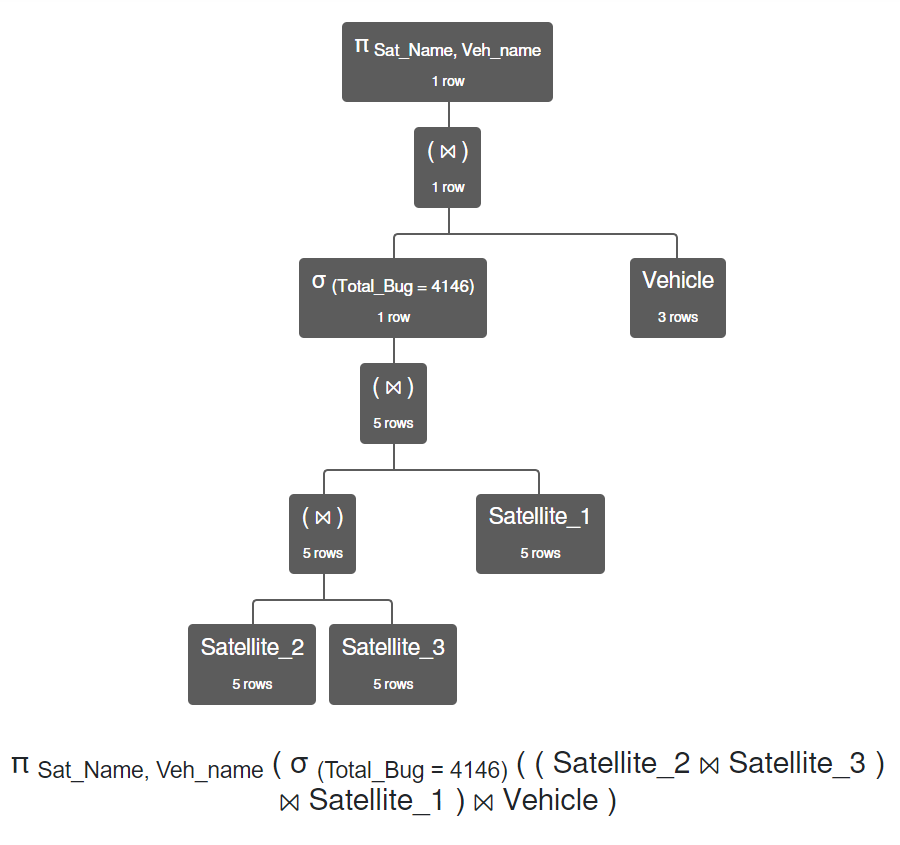 π Sat_Name, Veh_name
1 row
( ⋈ )
1 row
σ (Total_Bug = 4146)
1 row
Vehicle
3 rows
( ⋈ )
5 rows
( ⋈ )
5 rows
Satellite_1
5 rows
Satellite_2
5 rows
Satellite_3
5 rows
π Sat_Name, Veh_name ( σ (Total_Bug = 4146) ( ( Satellite_2 ⋈ Satellite_3 )
⋈ Satellite_1 ) ⋈ Vehicle )